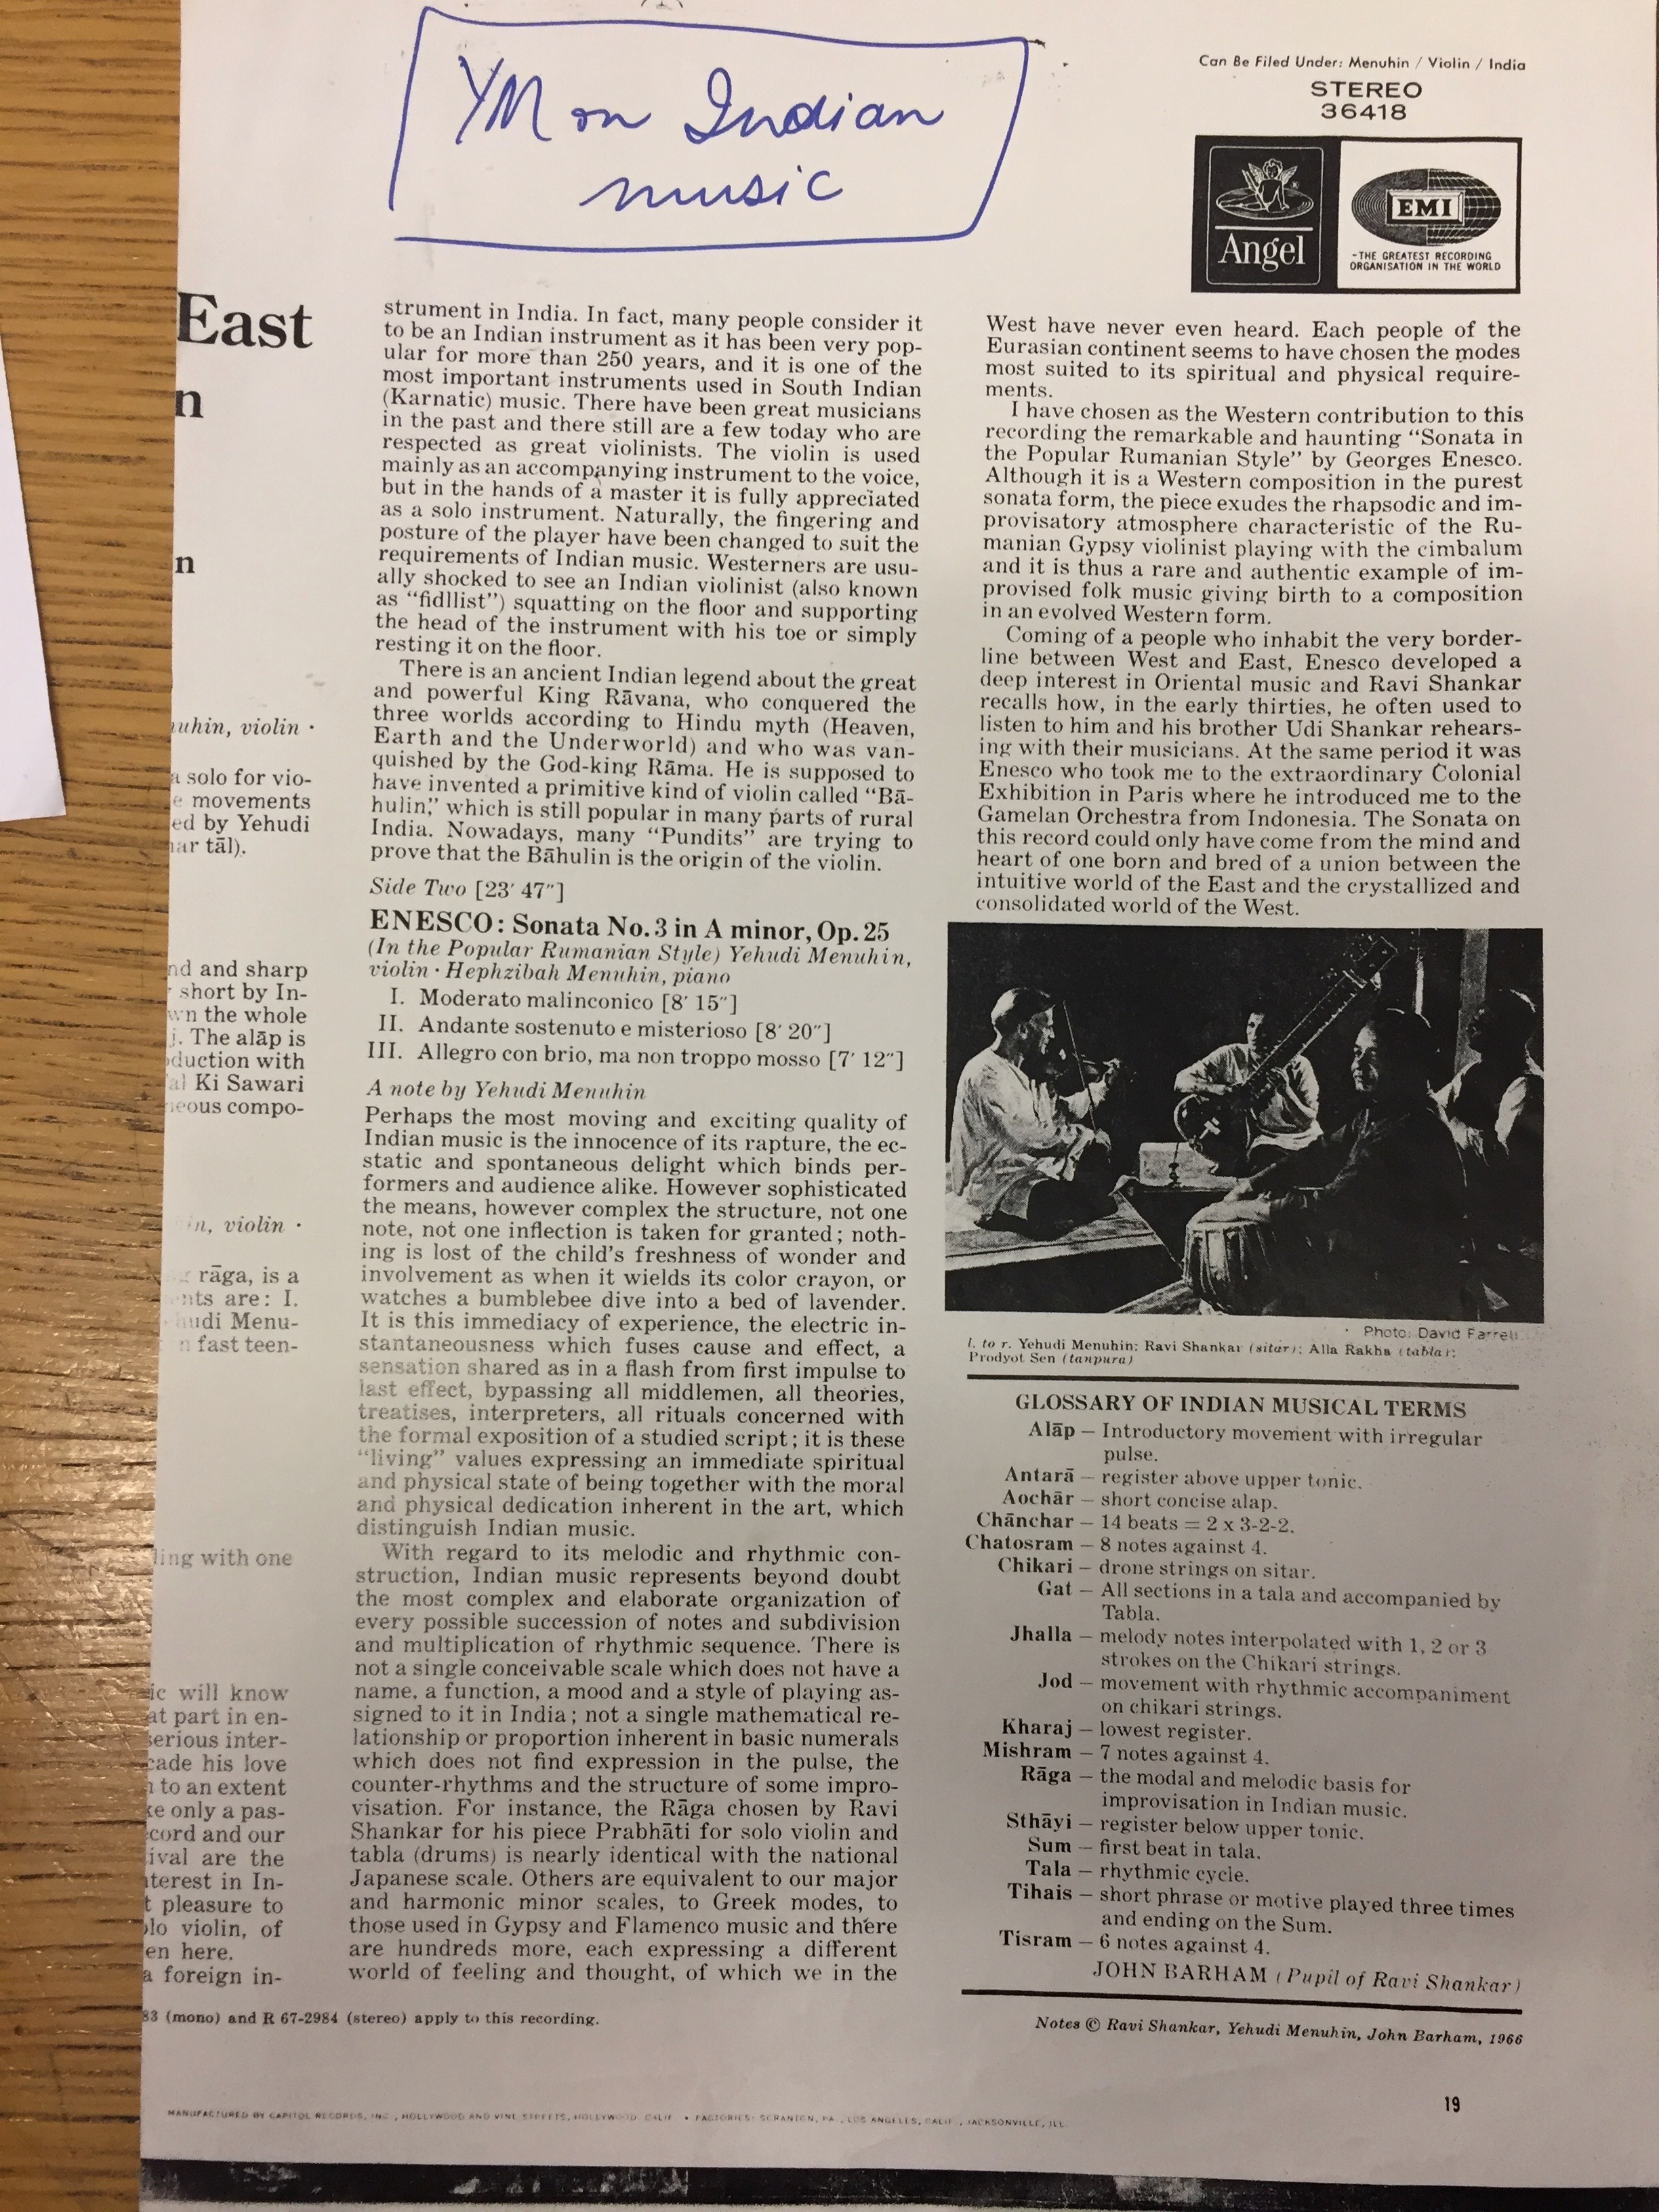 YM on Indian
music
Can Be Filed Under: Menuhin / Violin / India
STEREO
36418
Angel
EMI
-THE GREATEST RECORDING
ORGANISATION IN THE WORLD
East
n
n
uhin, violin ·
a solo for vio-
e movements
ed by Yehudi
ar tāl).
nd and sharp
short by In-
wn the whole
j. The alāp is
duction with
al Ki Sawari
eous compo-
in, violin ·
rāga, is a
nts are: I.
hudi Menu-
n fast teen-
ling with one
ic will know
at part in en-
serious inter-
cade his love
n to an extent
ke only a pas-
cord and our
ival are the
nterest in In-
t pleasure to
olo violin, of
en here.
a foreign in-
strument in India. In fact, many people consider it
to be an Indian instrument as it has been very pop-
ular for more than 250 years, and it is one of the
most important instruments used in South Indian
(Karnatic) music. There have been great musicians
in the past and there still are a few today who are
respected as great violinists. The violin is used
mainly as an accompanying instrument to the voice,
but in the hands of a master it is fully appreciated
as a solo instrument. Naturally, the fingering and
posture of the player have been changed to suit the
requirements of Indian music. Westerners are usu-
ally shocked to see an Indian violinist (also known
as "fidllist") squatting on the floor and supporting
the head of the instrument with his toe or simply
resting it on the floor.
There is an ancient Indian legend about the great
and powerful King Rāvana, who conquered the
three worlds according to Hindu myth (Heaven,
Earth and the Underworld) and who was van-
quished by the God-king Rāma. He is supposed to
have invented a primitive kind of violin called "Bā-
hulin," which is still popular in many parts of rural
India. Nowadays, many "Pundits" are trying to
prove that the Bāhulin is the origin of the violin.
Side Two [23′ 47″]
ENESCO: Sonata No. 3 in A minor, Op. 25
(In the Popular Rumanian Style) Yehudi Menuhin,
violin · Hephzibah Menuhin, piano
I. Moderato malinconico [8′ 15″]
II. Andante sostenuto e misterioso [8′ 20″]
III. Allegro con brio, ma non troppo mosso [7′ 12″]
A note by Yehudi Menuhin
Perhaps the most moving and exciting quality of
Indian music is the innocence of its rapture, the ec-
static and spontaneous delight which binds per-
formers and audience alike. However sophisticated
the means, however complex the structure, not one
note, not one inflection is taken for granted; noth-
ing is lost of the child's freshness of wonder and
involvement as when it wields its color crayon, or
watches a bumblebee dive into a bed of lavender.
It is this immediacy of experience, the electric in-
stantaneousness which fuses cause and effect, a
sensation shared as in a flash from first impulse to
last effect, bypassing all middlemen, all theories,
treatises, interpreters, all rituals concerned with
the formal exposition of a studied script; it is these
"living" values expressing an immediate spiritual
and physical state of being together with the moral
and physical dedication inherent in the art, which
distinguish Indian music.
With regard to its melodic and rhythmic con-
struction, Indian music represents beyond doubt
the most complex and elaborate organization of
every possible succession of notes and subdivision
and multiplication of rhythmic sequence. There is
not a single conceivable scale which does not have a
name, a function, a mood and a style of playing as-
signed to it in India; not a single mathematical re-
lationship or proportion inherent in basic numerals
which does not find expression in the pulse, the
counter-rhythms and the structure of some impro-
visation. For instance, the Rāga chosen by Ravi
Shankar for his piece Prabhāti for solo violin and
tabla (drums) is nearly identical with the national
Japanese scale. Others are equivalent to our major
and harmonic minor scales, to Greek modes, to
those used in Gypsy and Flamenco music and there
are hundreds more, each expressing a different
world of feeling and thought, of which we in the
West have never even heard. Each people of the
Eurasian continent seems to have chosen the modes
most suited to its spiritual and physical require-
ments.
I have chosen as the Western contribution to this
recording the remarkable and haunting "Sonata in
the Popular Rumanian Style" by Georges Enesco.
Although it is a Western composition in the purest
sonata form, the piece exudes the rhapsodic and im-
provisatory atmosphere characteristic of the Ru-
manian Gypsy violinist playing with the cimbalum
and it is thus a rare and authentic example of im-
provised folk music giving birth to a composition
in an evolved Western form.
Coming of a people who inhabit the very border-
line between West and East, Enesco developed a
deep interest in Oriental music and Ravi Shankar
recalls how, in the early thirties, he often used to
listen to him and his brother Udi Shankar rehears-
ing with their musicians. At the same period it was
Enesco who took me to the extraordinary Colonial
Exhibition in Paris where he introduced me to the
Gamelan Orchestra from Indonesia. The Sonata on
this record could only have come from the mind and
heart of one born and bred of a union between the
intuitive world of the East and the crystallized and
consolidated world of the West.
Photo: David Farrell
l. to r. Yehudi Menuhin; Ravi Shankar (sitar); Alla Rakha (tabla);
Prodyot Sen (tanpura)
GLOSSARY OF INDIAN MUSICAL TERMS
Alāp – Introductory movement with irregular
pulse.
Antarā – register above upper tonic.
Aochār – short concise alap.
Chānchar – 14 beats = 2 x 3-2-2.
Chatosram – 8 notes against 4.
Chikari – drone strings on sitar.
Gat – All sections in a tala and accompanied by
Tabla.
Jhalla – melody notes interpolated with 1, 2 or 3
strokes on the Chikari strings.
Jod – movement with rhythmic accompaniment
on chikari strings.
Kharaj – lowest register.
Mishram – 7 notes against 4.
Rāga – the modal and melodic basis for
improvisation in Indian music.
Sthāyi – register below upper tonic.
Sum – first beat in tala.
Tala – rhythmic cycle.
Tihais – short phrase or motive played three times
and ending on the Sum.
Tisram – 6 notes against 4.
JOHN BARHAM (Pupil of Ravi Shankar)
83 (mono) and R 67-2984 (stereo) apply to this recording.
Notes © Ravi Shankar, Yehudi Menuhin, John Barham, 1966
19
MANUFACTURED BY CAPITOL RECORDS, INC., HOLLYWOOD AND VINE STREETS, HOLLYWOOD, CALIF. • FACTORIES: SCRANTON, PA., LOS ANGELES, CALIF., JACKSONVILLE, ILL.